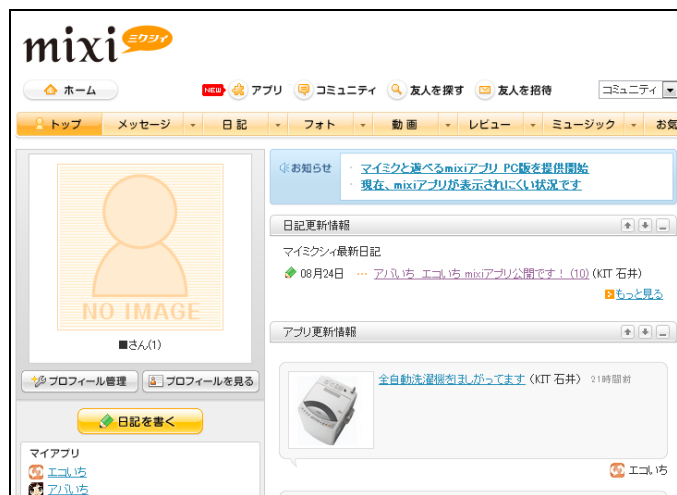 mixi ミクシィ
ホーム
NEW アプリ コミュニティ 友人を探す 友人を招待 コミュニティ
トップ メッセージ 日記 フォト 動画 レビュー ミュージック お気
NO IMAGE
■さん(1)
プロフィール管理 プロフィールを見る
日記を書く
マイアプリ
エコいち
アバいち
お知らせ
・ マイミクと遊べるmixiアプリ PC版を提供開始
・ 現在、mixiアプリが表示されにくい状況です
日記更新情報
マイミクシィ最新日記
08月24日 … アバいち エコいち mixiアプリ公開です！ (10) (KIT 石井)
もっと見る
アプリ更新情報
全自動洗濯機をほしがってます (KIT 石井) 21時間前
エコいち